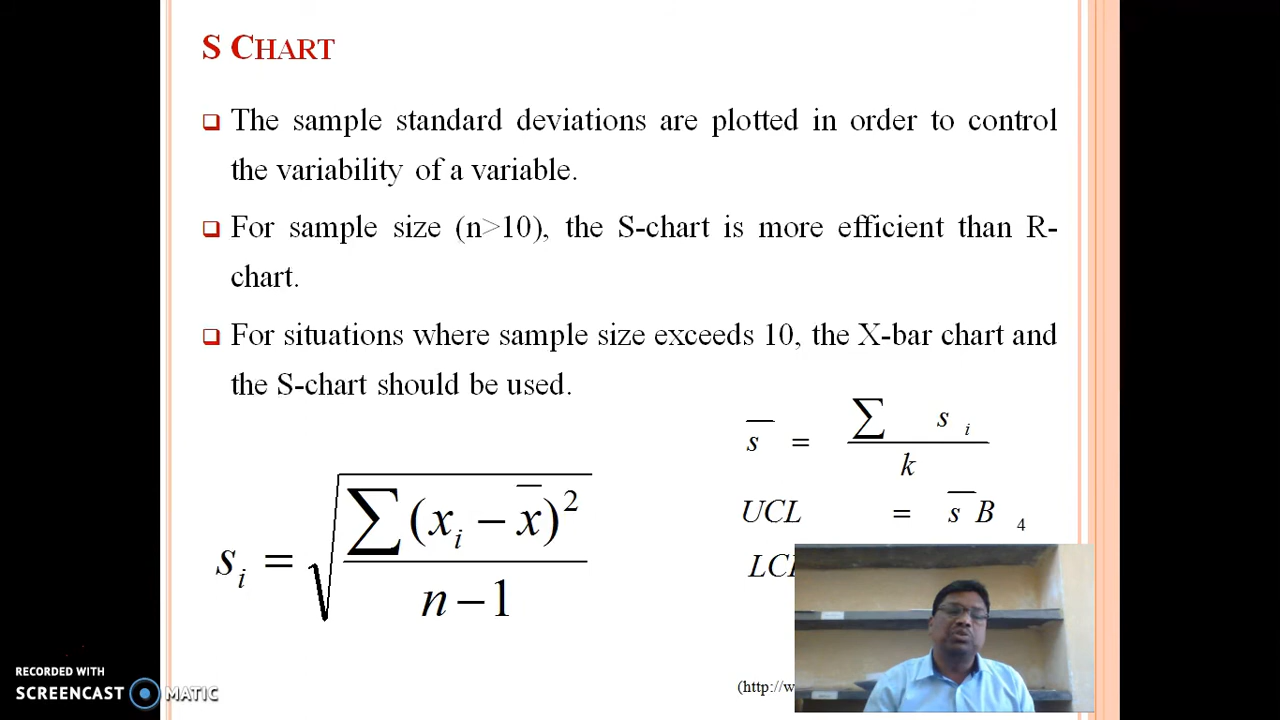 S CHART
❑ The sample standard deviations are plotted in order to control
the variability of a variable.
❑ For sample size (n>10), the S-chart is more efficient than R-
chart.
❑ For situations where sample size exceeds 10, the X-bar chart and
the S-chart should be used.
s̅ = ∑ s_i / k
UCL = s̅ B_4
s_i = √(∑(x_i − x̅)² / (n − 1))
RECORDED WITH
SCREENCAST MATIC